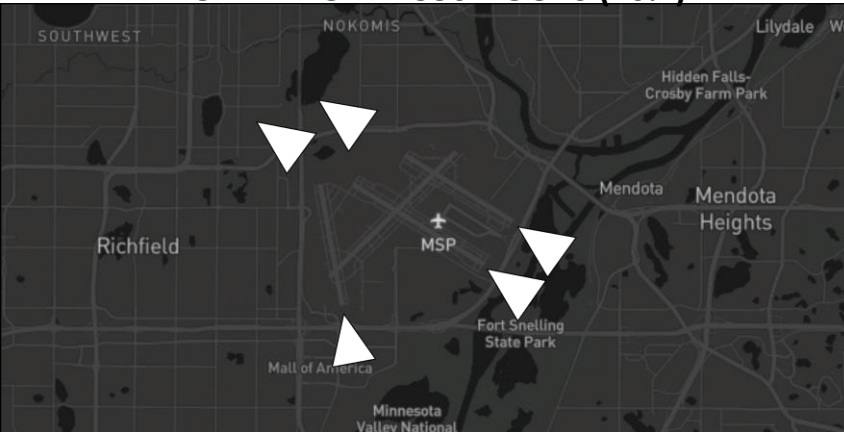 SOUTHWEST
NOKOMIS
Lilydale
Hidden Falls-
Crosby Farm Park
Mendota
Mendota
Heights
Richfield
MSP
Fort Snelling
State Park
Mall of America
Minnesota
Valley National